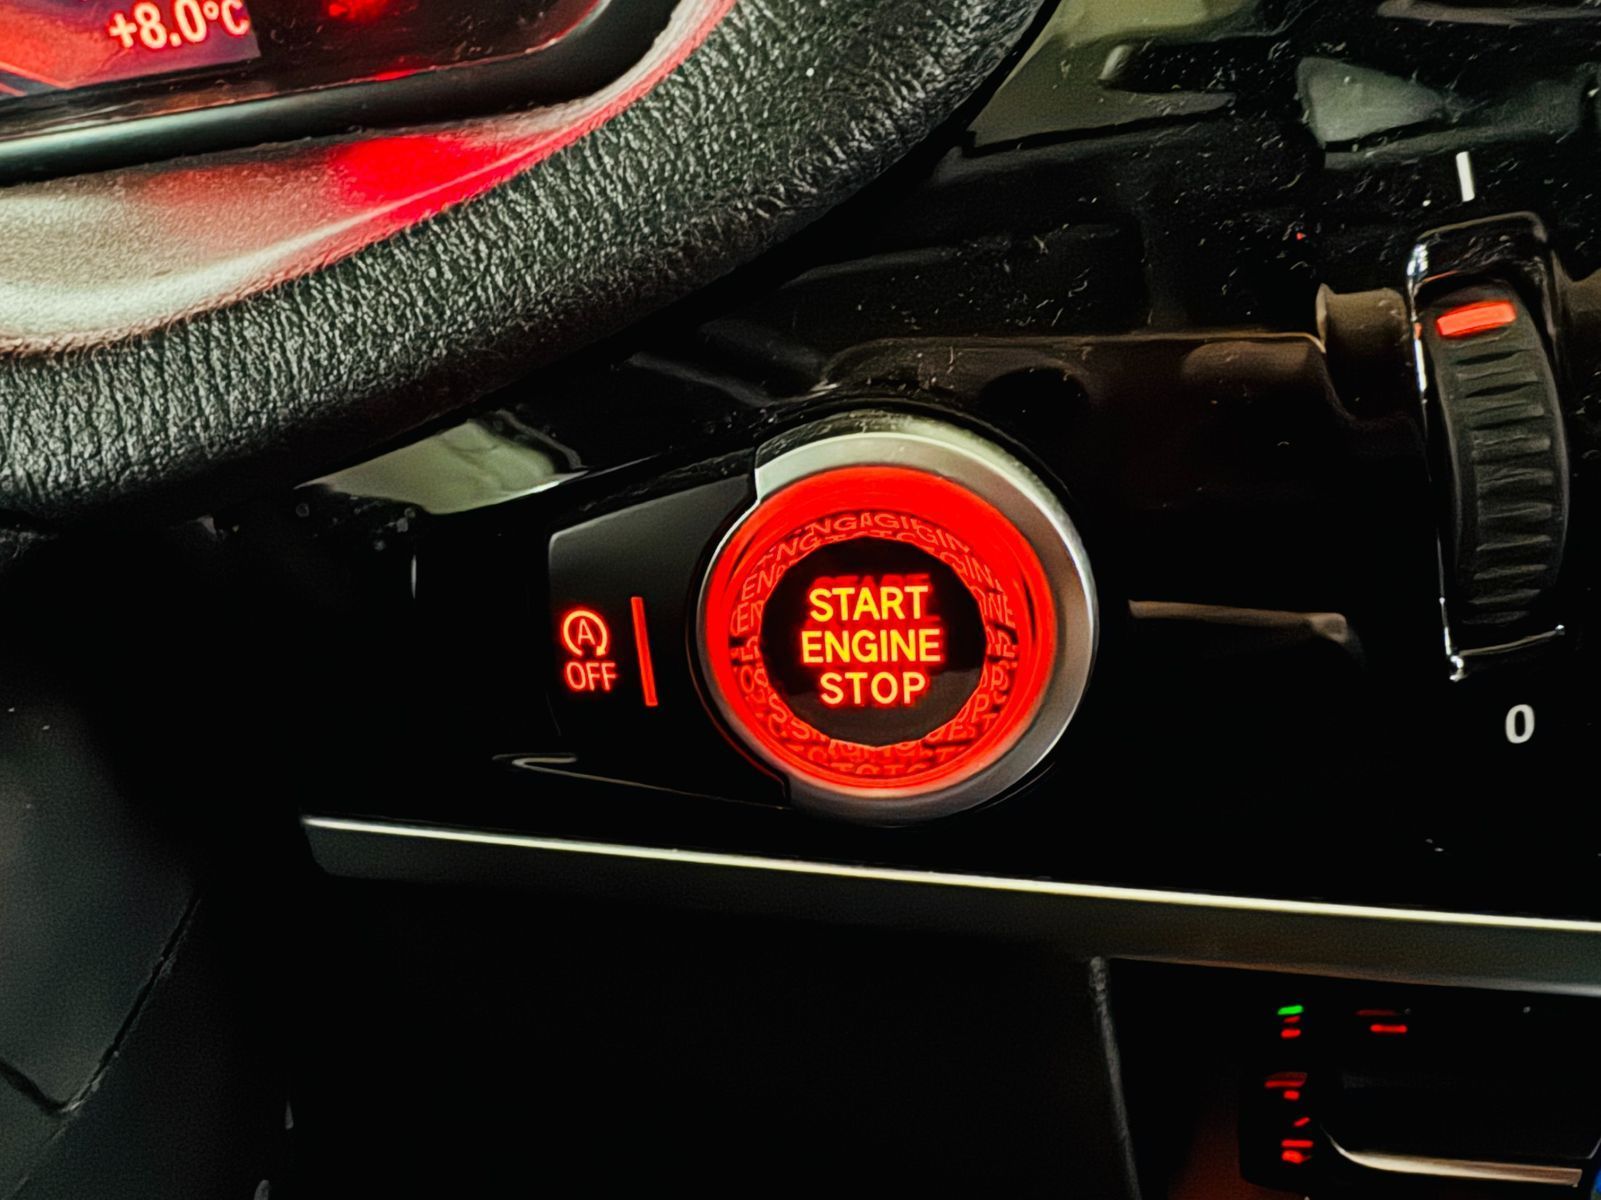 +8.0°C
A
OFF
START
ENGINE
STOP
0